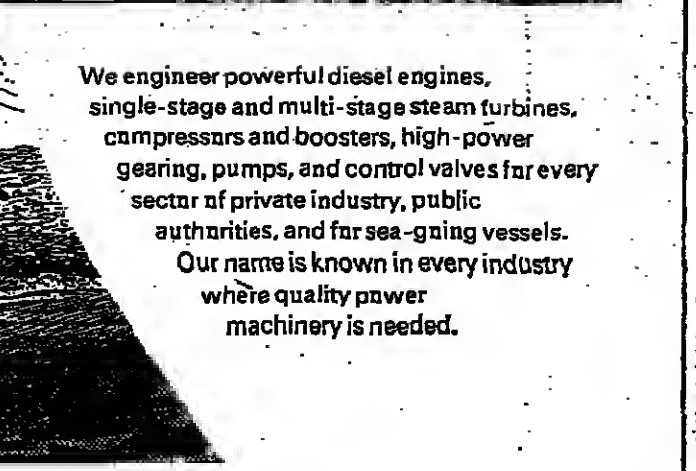 We engineer powerful diesel engines,
single-stage and multi-stage steam turbines,
compressors and boosters, high-power
gearing, pumps, and control valves for every
sector of private industry, public
authorities, and for sea-going vessels.
Our name is known in every industry
where quality power
machinery is needed.